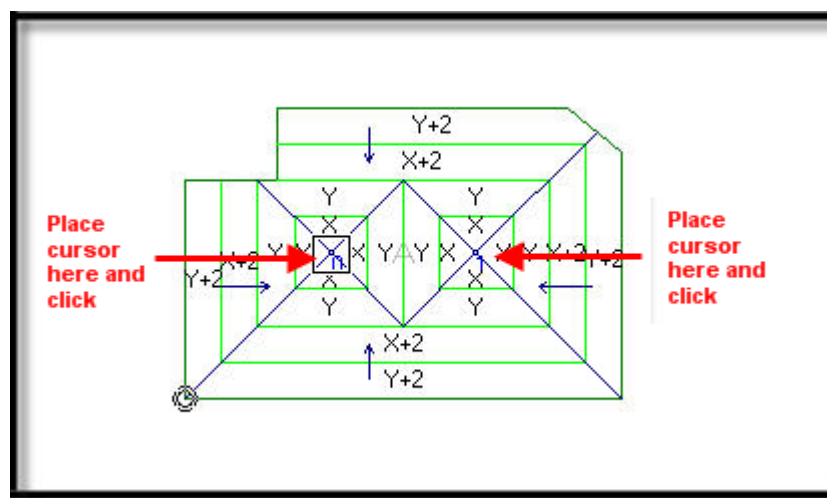 Y+2
X+2
Y
Y
X
X
Place
cursor
here and
click
Place
cursor
here and
click
Y+2
X+2
Y
Y
X
Y
A
Y
X
Y
Y
X+2
Y+2
X
X
Y
Y
X+2
Y+2